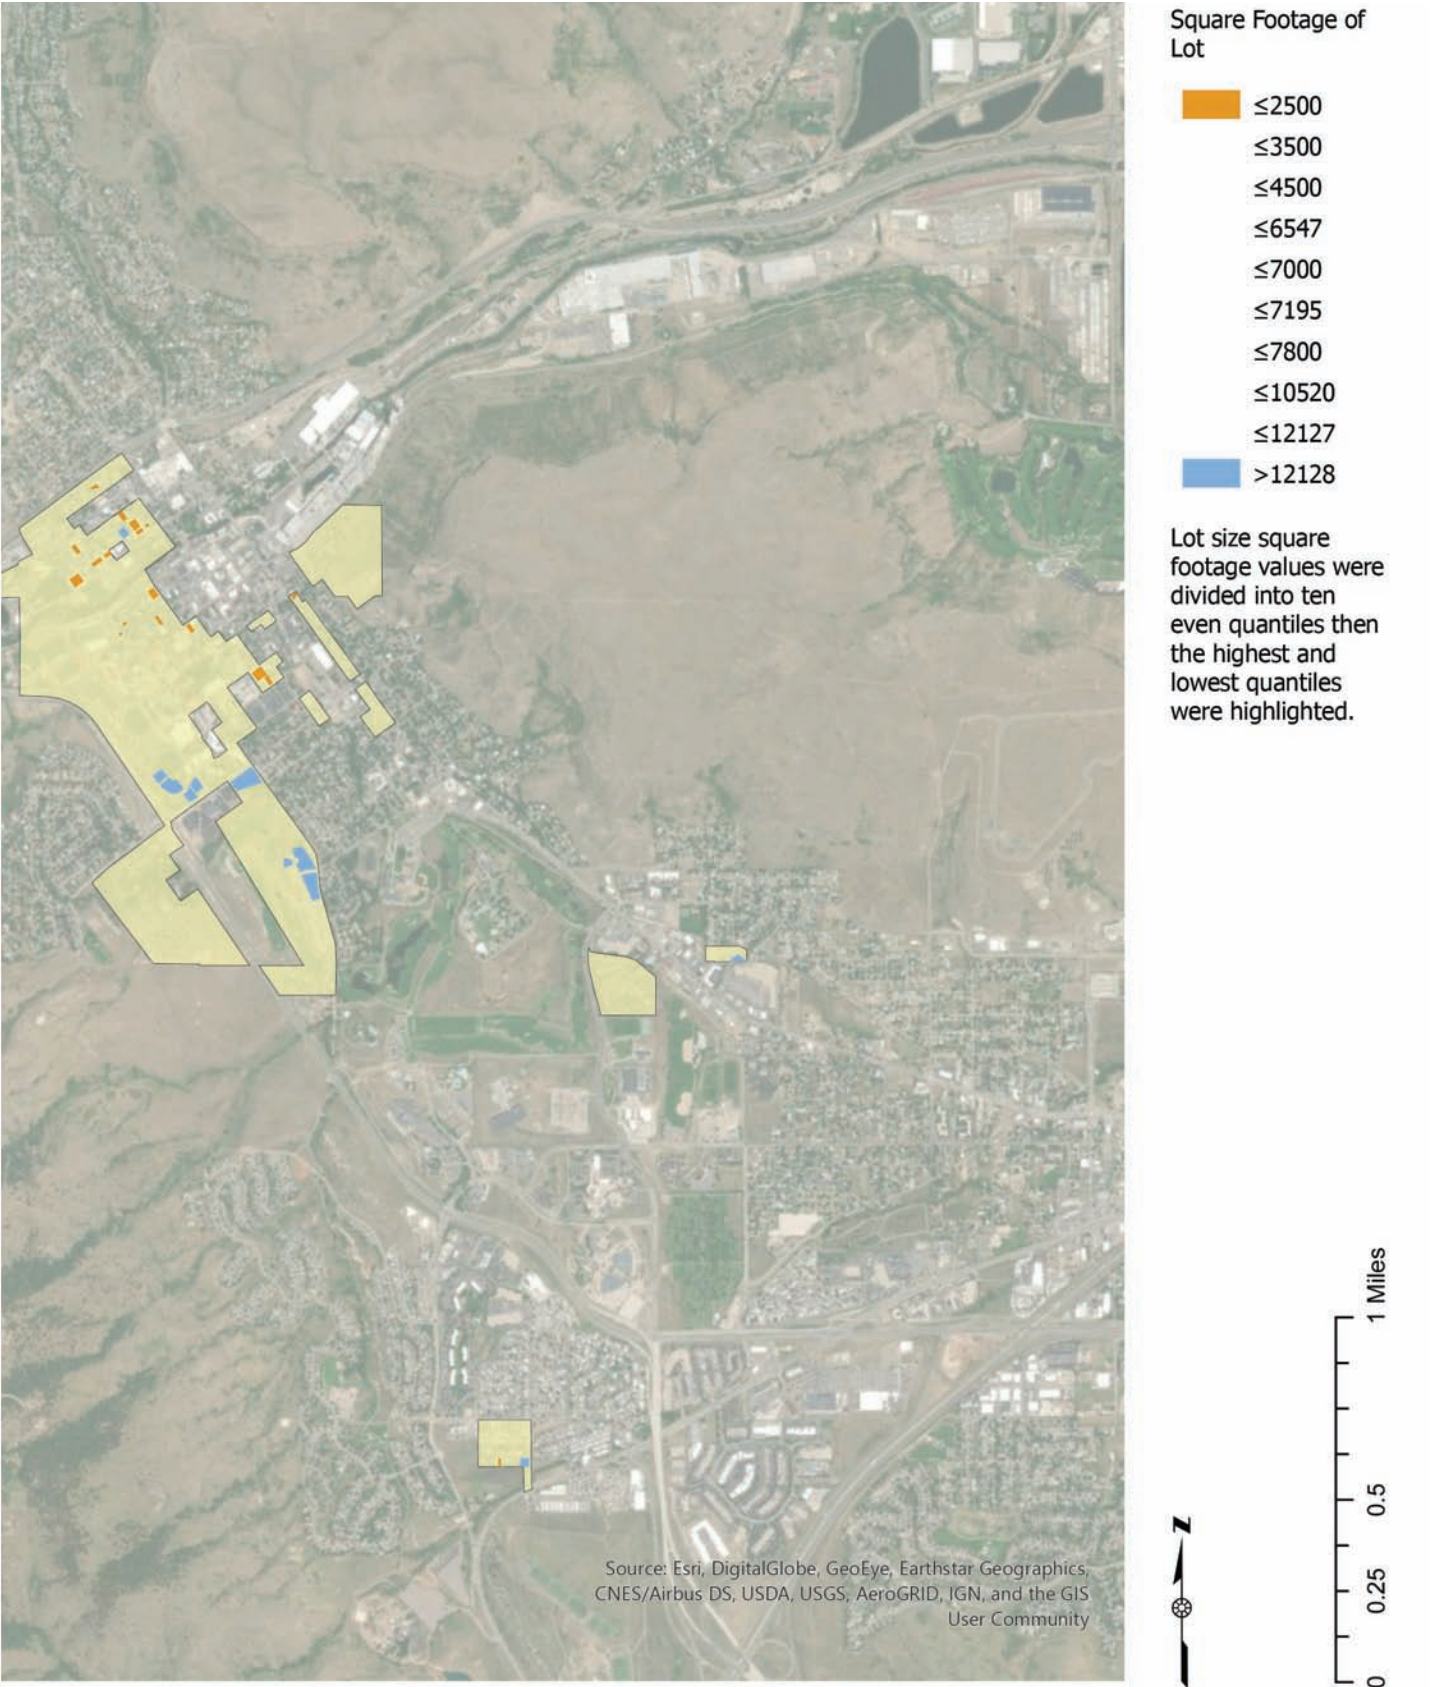 Square Footage of
Lot
≤2500
≤3500
≤4500
≤6547
≤7000
≤7195
≤7800
≤10520
≤12127
>12128
Lot size square
footage values were
divided into ten
even quantiles then
the highest and
lowest quantiles
were highlighted.
1 Miles
0.5
0.25
0
N
Source: Esri, DigitalGlobe, GeoEye, Earthstar Geographics,
CNES/Airbus DS, USDA, USGS, AeroGRID, IGN, and the GIS
User Community